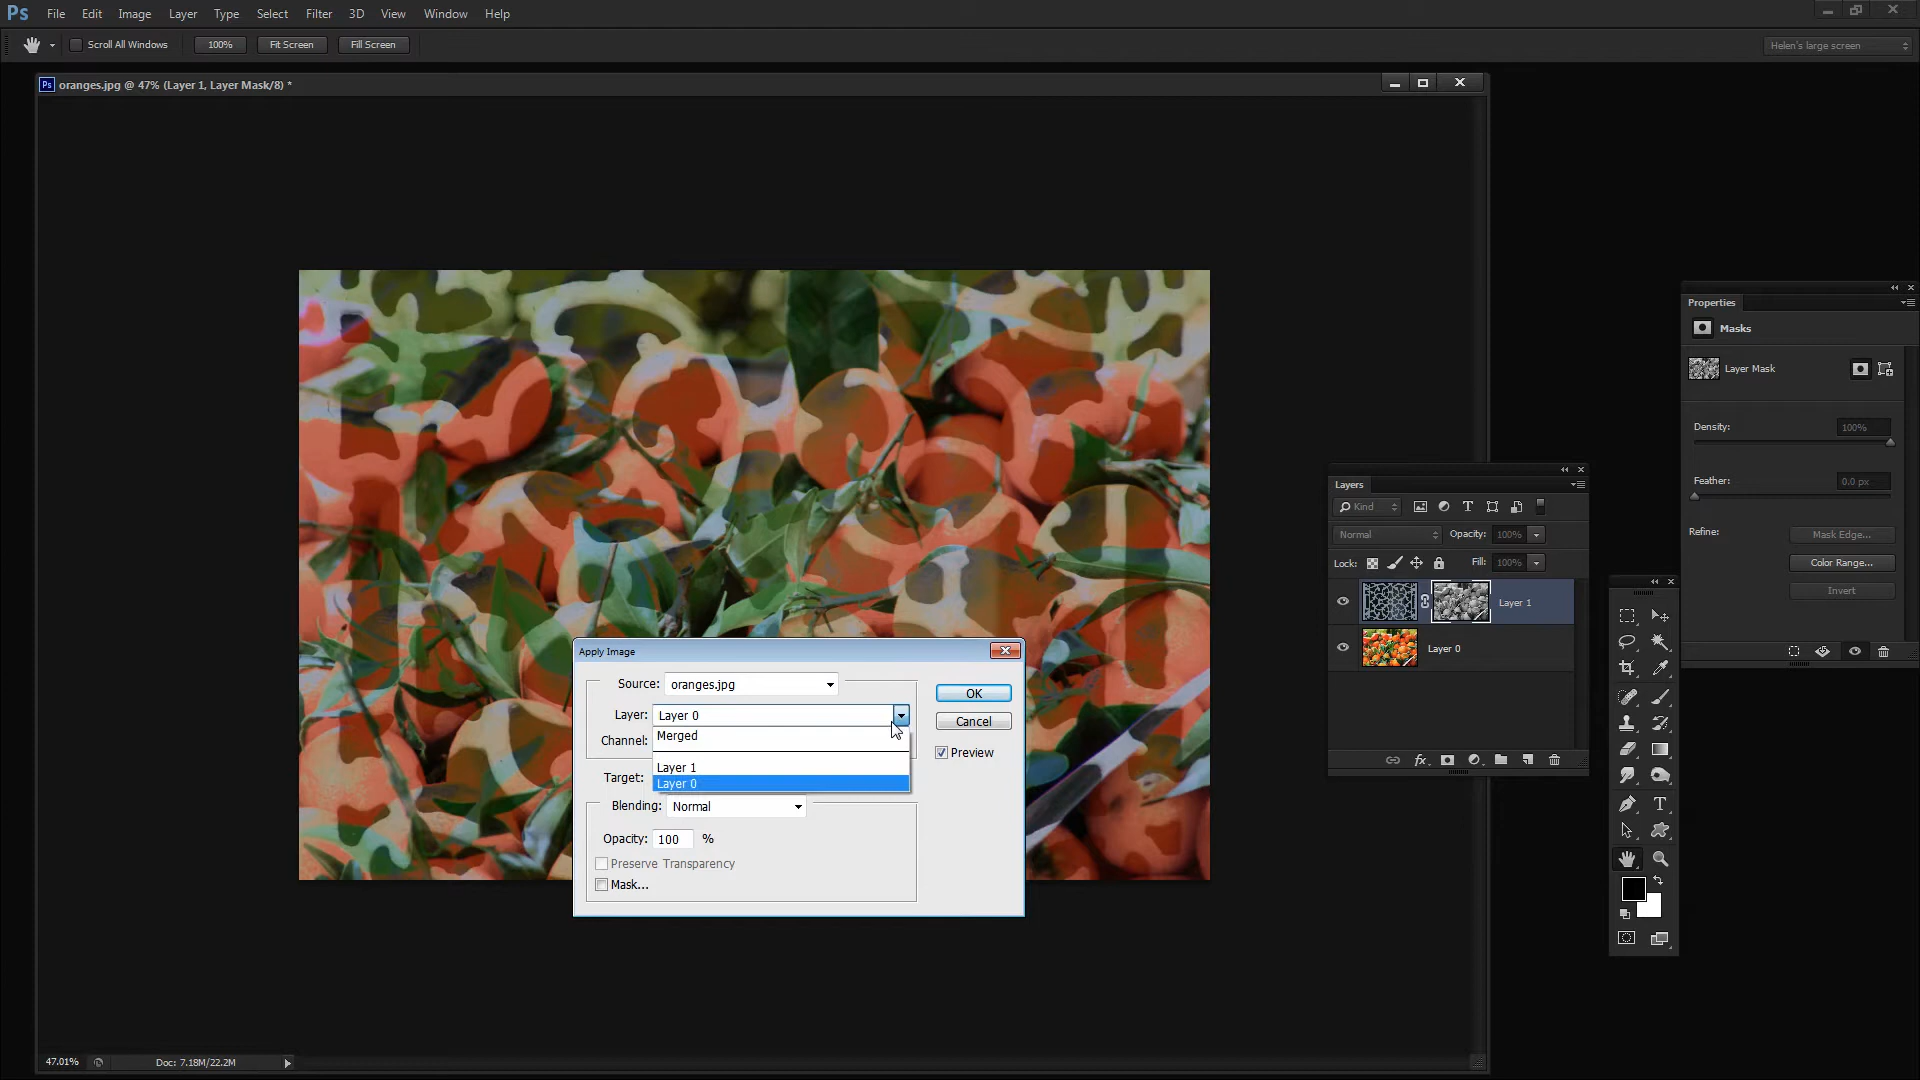 Ps File Edit Image Layer Type Select Filter 3D View Window Help
Scroll All Windows 100% Fit Screen Fill Screen Helen's large screen
Ps oranges.jpg @ 47% (Layer 1, Layer Mask/8) *
Properties
Masks
Layer Mask
Density: 100%
Feather: 0.0 px
Refine: Mask Edge...
Color Range...
Invert
Layers
Kind
Normal Opacity: 100%
Lock: Fill: 100%
Layer 1
Layer 0
Apply Image
Source: oranges.jpg
OK
Layer: Layer 0
Cancel
Channel: Merged
Preview
Layer 1
Target: Layer 0
Blending: Normal
Opacity: 100 %
Preserve Transparency
Mask...
47.01% Doc: 7.18M/22.2M